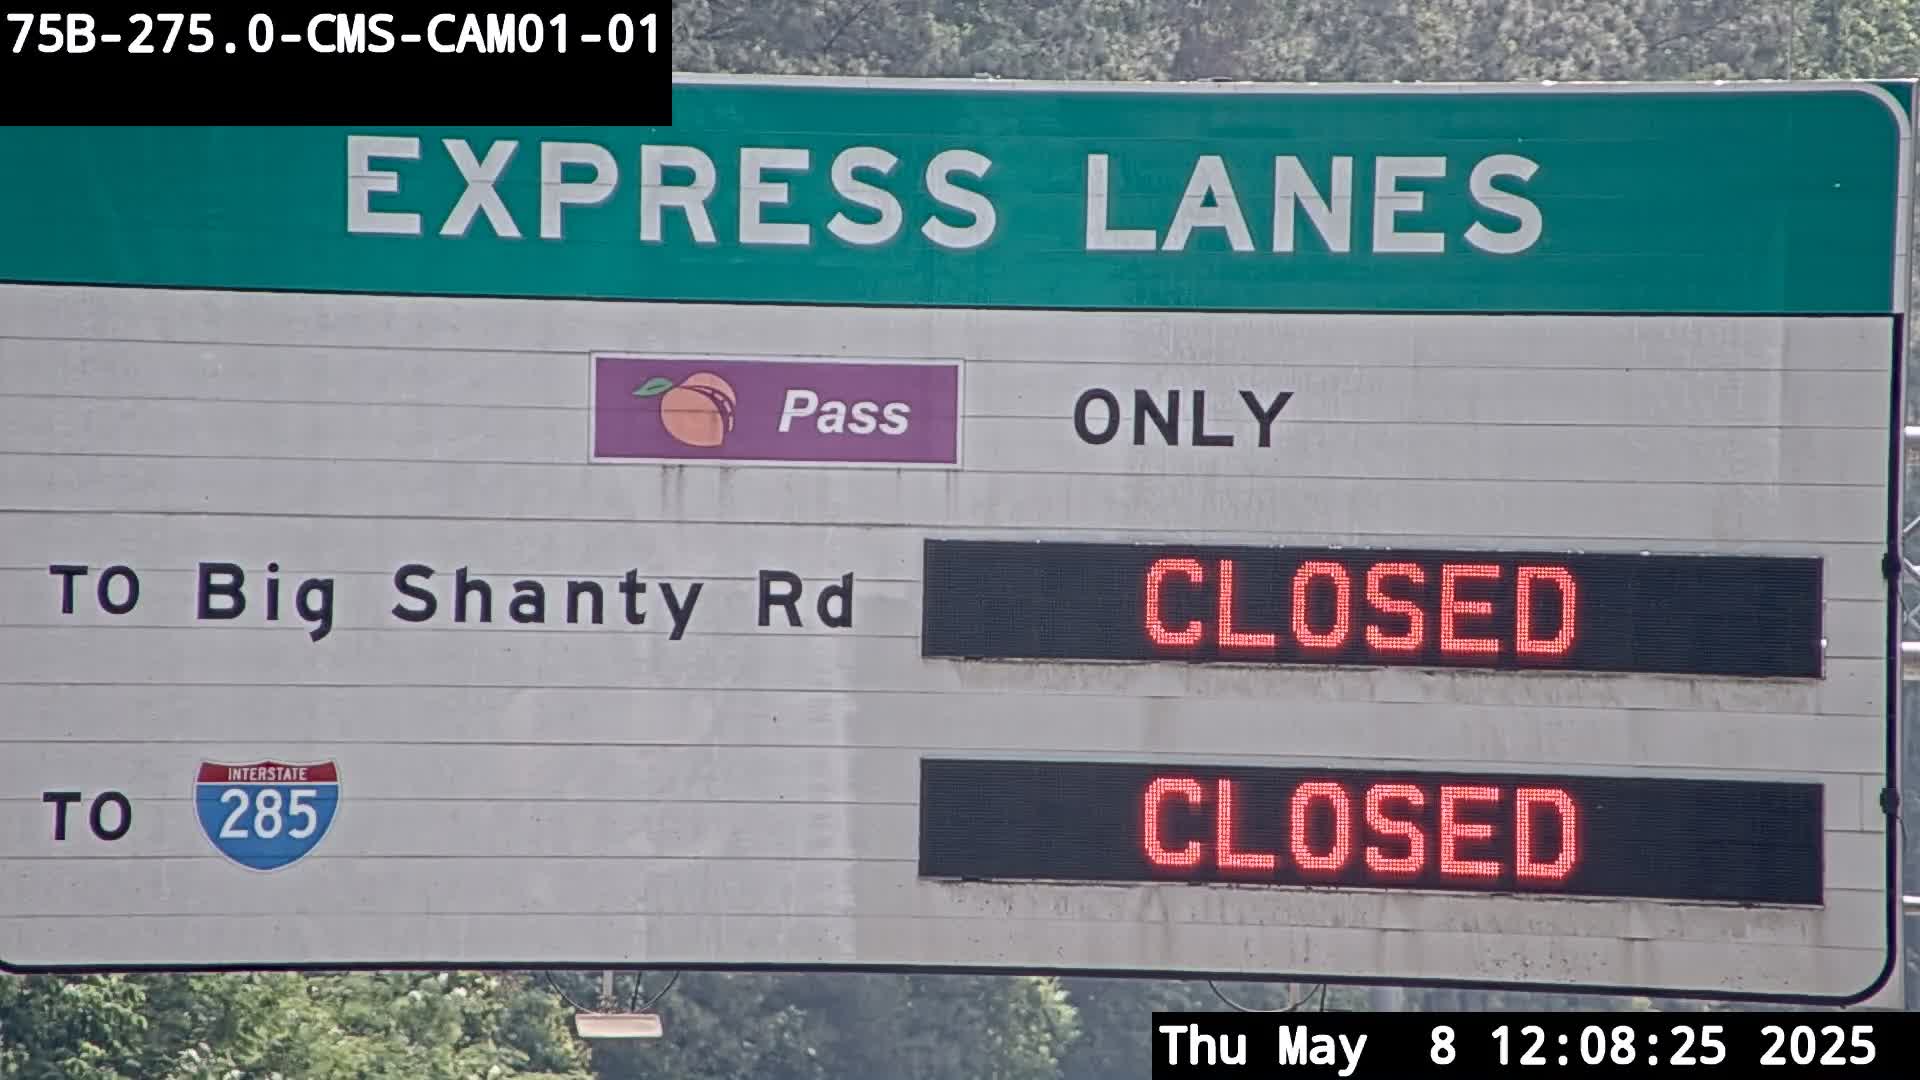 75B-275.0-CMS-CAM01-01
EXPRESS LANES
Pass ONLY
TO Big Shanty Rd CLOSED
TO INTERSTATE 285 CLOSED
Thu May 8 12:08:25 2025